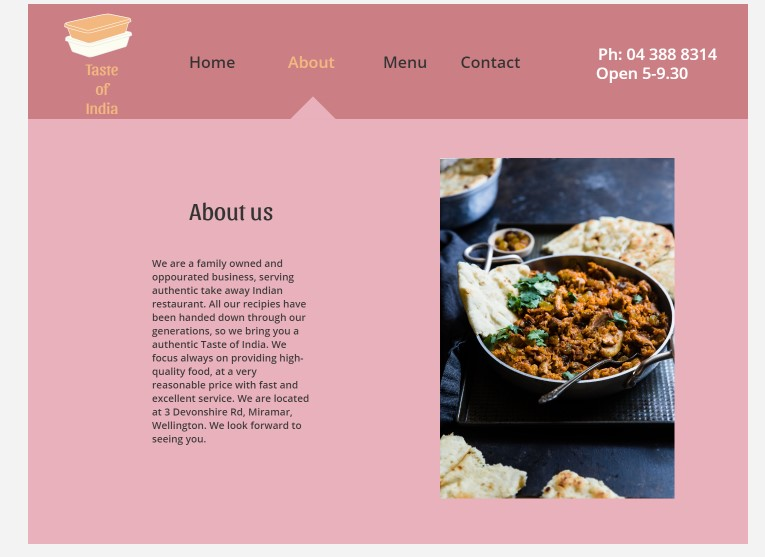 Taste
of
India
Home
About
Menu
Contact
Ph: 04 388 8314
Open 5-9.30
About us
We are a family owned and
oppourated business, serving
authentic take away Indian
restaurant. All our recipies have
been handed down through our
generations, so we bring you a
authentic Taste of India. We
focus always on providing high-
quality food, at a very
reasonable price with fast and
excellent service. We are located
at 3 Devonshire Rd, Miramar,
Wellington. We look forward to
seeing you.